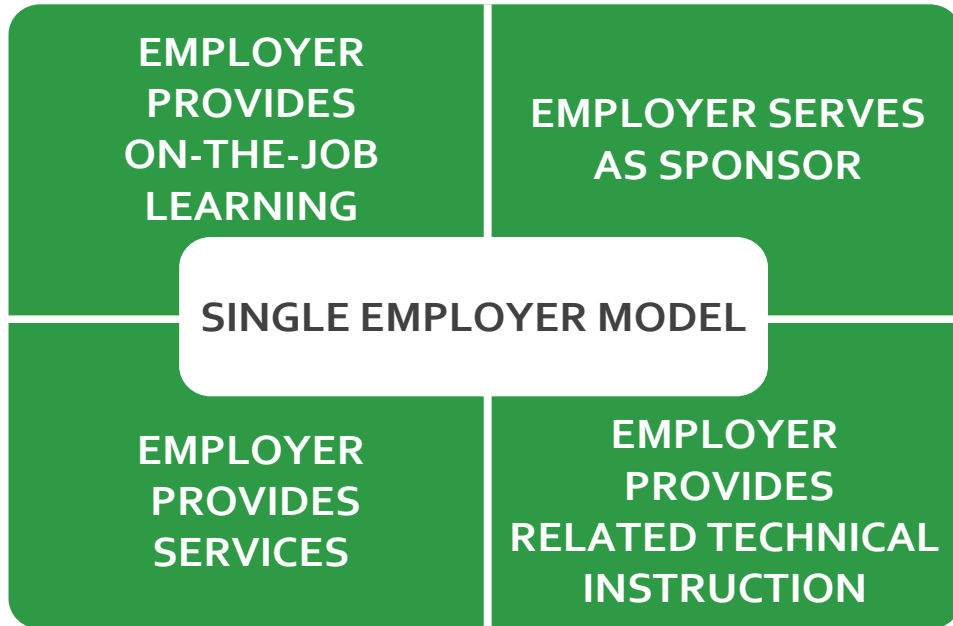 EMPLOYER
PROVIDES
ON-THE-JOB
LEARNING
EMPLOYER SERVES
AS SPONSOR
SINGLE EMPLOYER MODEL
EMPLOYER
PROVIDES
SERVICES
EMPLOYER
PROVIDES
RELATED TECHNICAL
INSTRUCTION